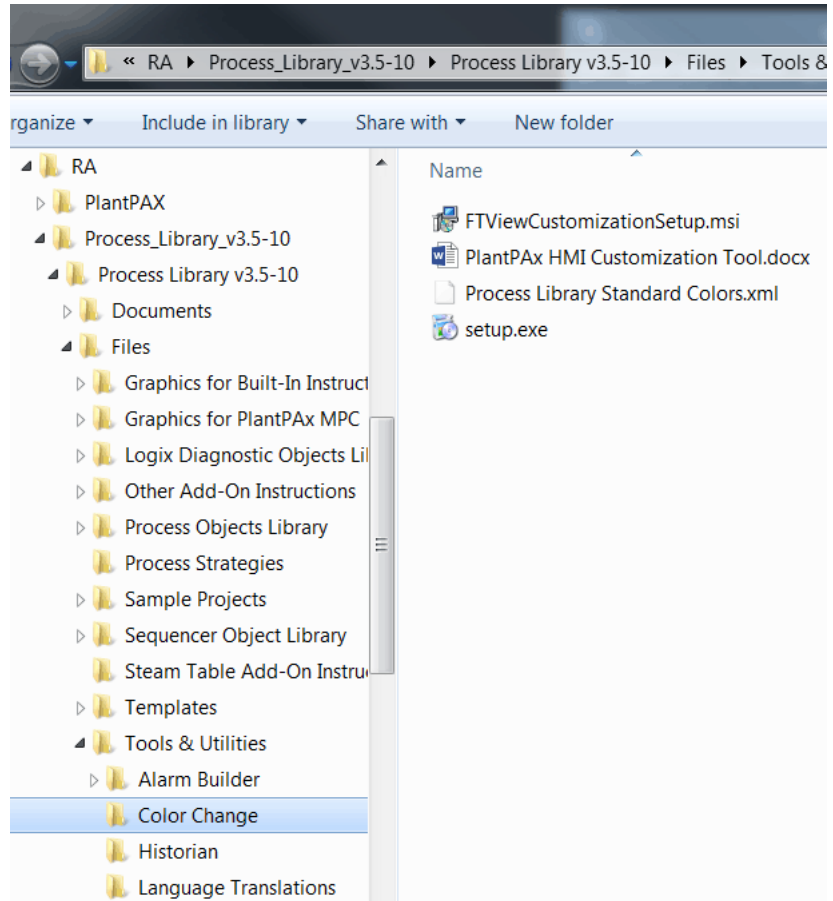 « RA ▸ Process_Library_v3.5-10 ▸ Process Library v3.5-10 ▸ Files ▸ Tools &
rganize ▾ Include in library ▾ Share with ▾ New folder
RA
PlantPAX
Process_Library_v3.5-10
Process Library v3.5-10
Documents
Files
Graphics for Built-In Instruct
Graphics for PlantPAx MPC
Logix Diagnostic Objects Li
Other Add-On Instructions
Process Objects Library
Process Strategies
Sample Projects
Sequencer Object Library
Steam Table Add-On Instru
Templates
Tools & Utilities
Alarm Builder
Color Change
Historian
Language Translations
Name
FTViewCustomizationSetup.msi
PlantPAx HMI Customization Tool.docx
Process Library Standard Colors.xml
setup.exe